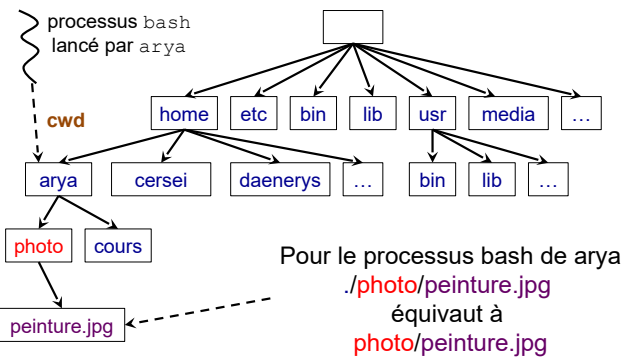 processus bash
lancé par arya
cwd
home etc bin lib usr media …
arya cersei daenerys … bin lib …
photo cours
peinture.jpg
Pour le processus bash de arya
./photo/peinture.jpg
équivaut à
photo/peinture.jpg